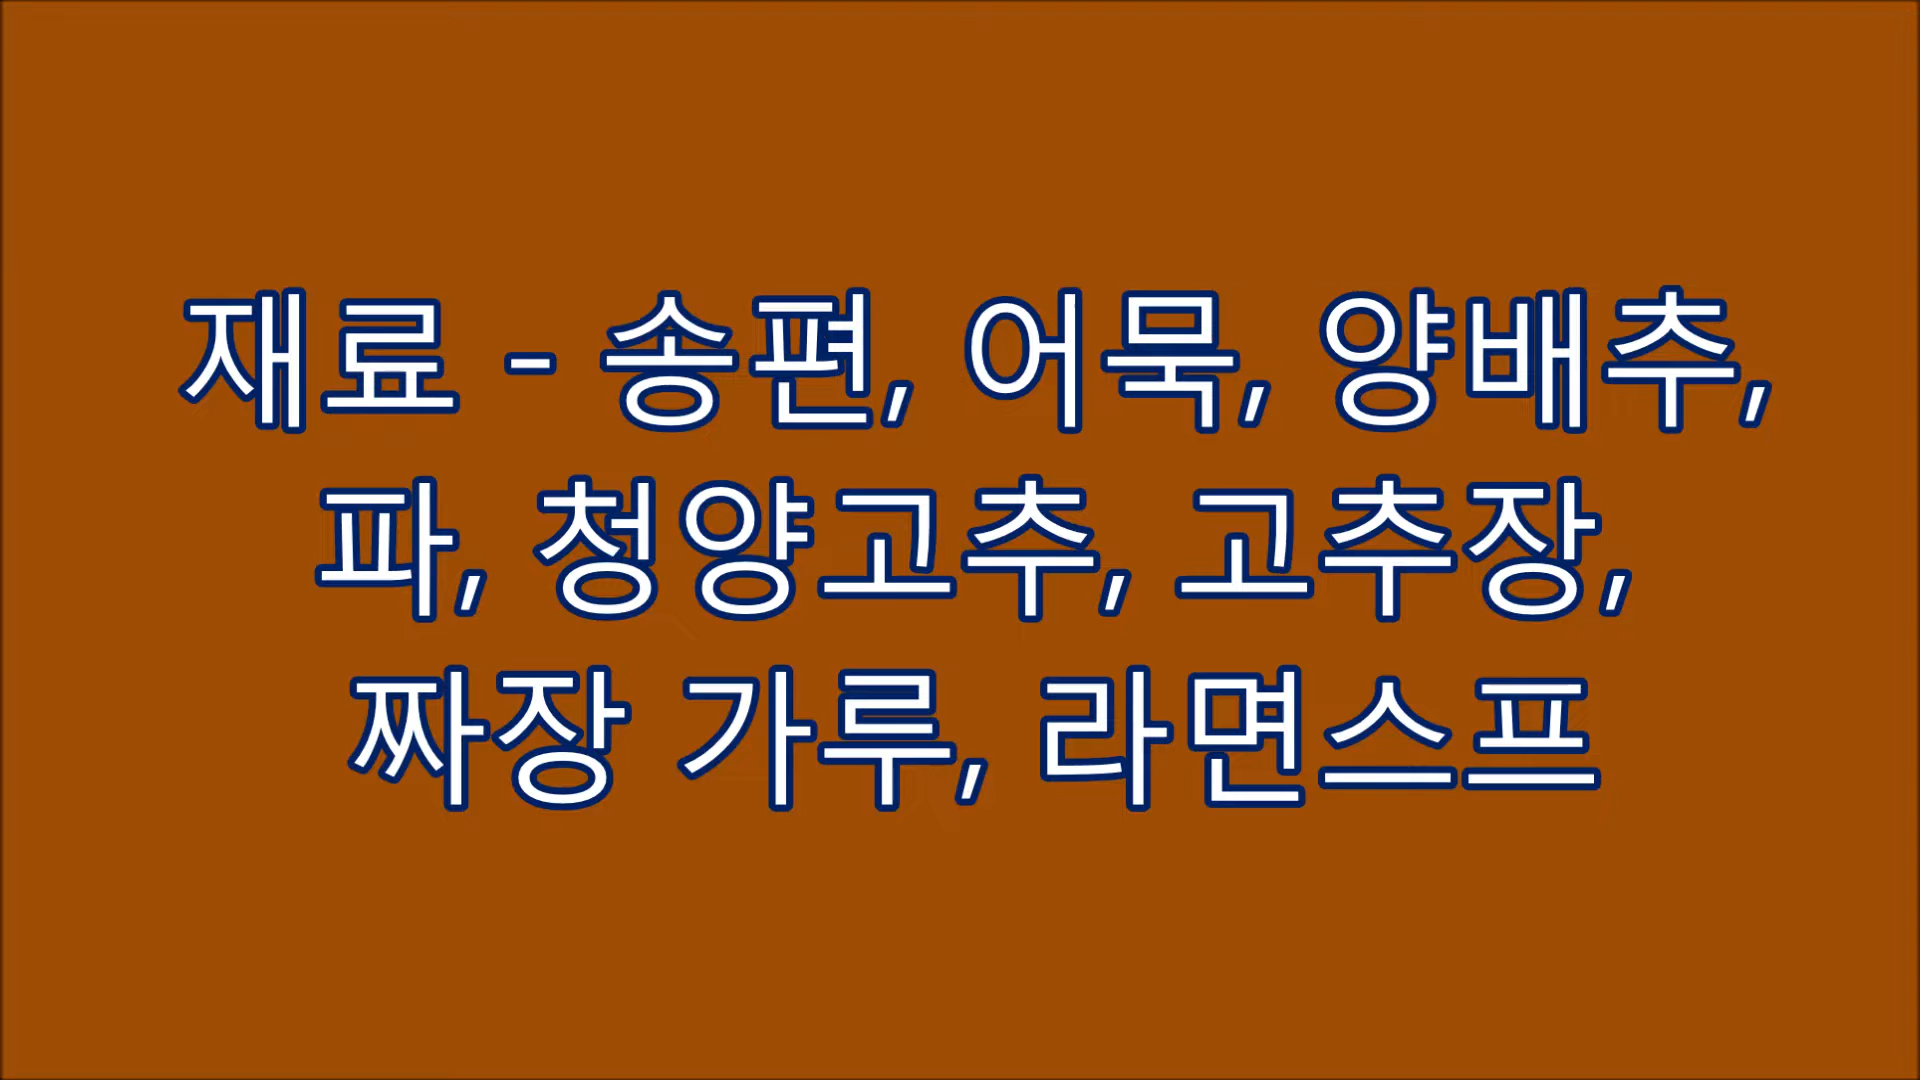 재료 - 송편, 어묵, 양배추,
파, 청양고추, 고추장,
짜장 가루, 라면스프